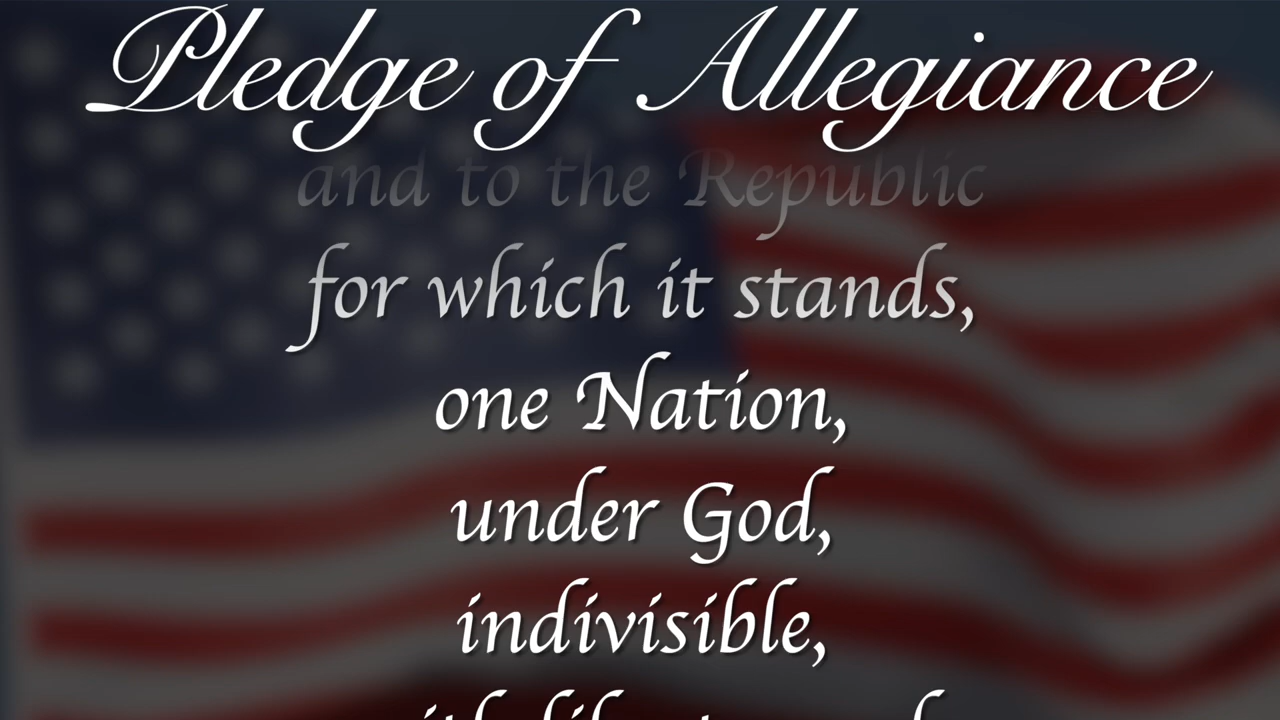 Pledge of Allegiance
and to the Republic
for which it stands,
one Nation,
under God,
indivisible,